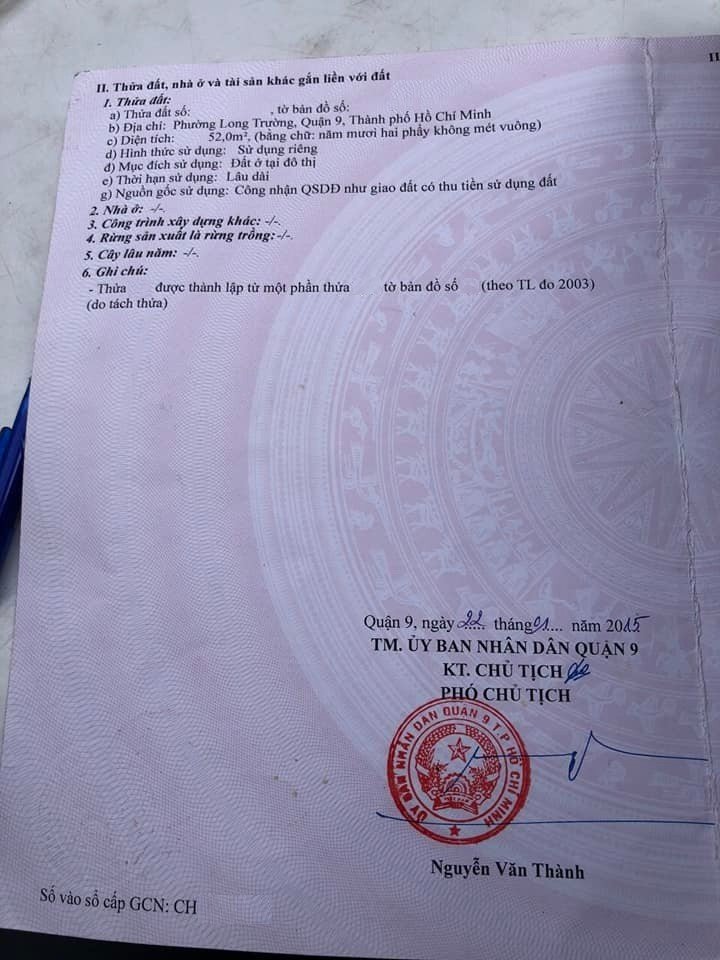 II
II. Thửa đất, nhà ở và tài sản khác gắn liền với đất
1. Thửa đất:
a) Thửa đất số: , tờ bản đồ số:
b) Địa chỉ: Phường Long Trường, Quận 9, Thành phố Hồ Chí Minh
c) Diện tích: 52,0m², (bằng chữ: năm mươi hai phẩy không mét vuông)
d) Hình thức sử dụng: Sử dụng riêng
đ) Mục đích sử dụng: Đất ở tại đô thị
e) Thời hạn sử dụng: Lâu dài
g) Nguồn gốc sử dụng: Công nhận QSDĐ như giao đất có thu tiền sử dụng đất
2. Nhà ở: -/-.
3. Công trình xây dựng khác: -/-.
4. Rừng sản xuất là rừng trồng:-/-.
5. Cây lâu năm: -/-.
6. Ghi chú:
- Thửa được thành lập từ một phần thửa tờ bản đồ số (theo TL đo 2003)
(do tách thửa)
Quận 9, ngày 22 tháng 01 năm 2015
TM. ỦY BAN NHÂN DÂN QUẬN 9
KT. CHỦ TỊCH
PHÓ CHỦ TỊCH
ỦY BAN NHÂN DÂN QUẬN 9 T.P HỒ CHÍ MINH
Nguyễn Văn Thành
Số vào sổ cấp GCN: CH